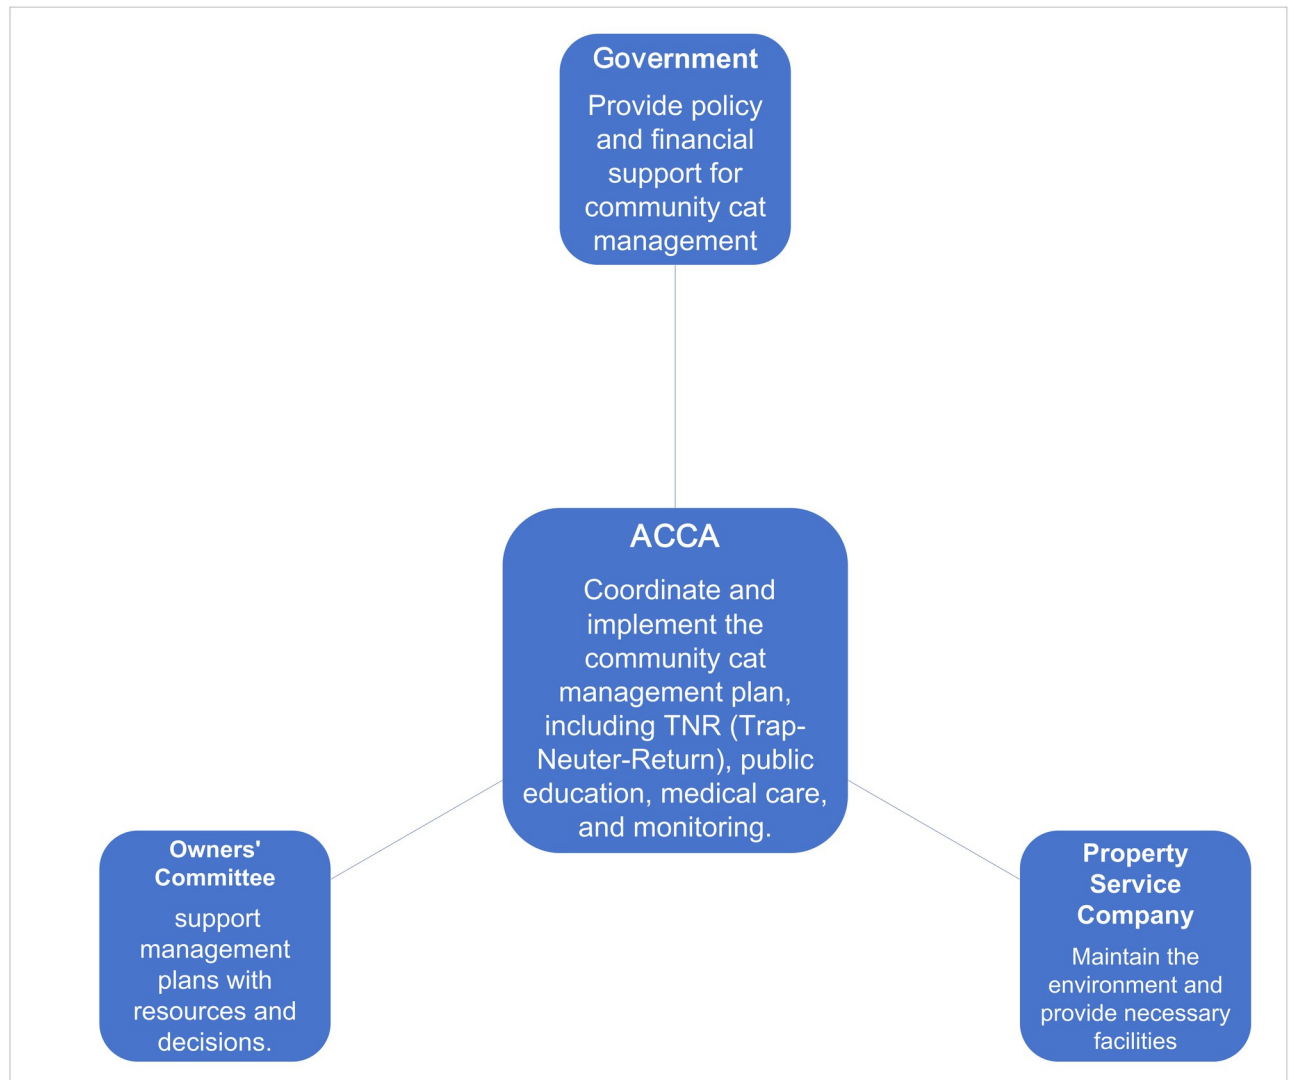 Government
Provide policy
and financial
support for
community cat
management
ACCA
Coordinate and
implement the
community cat
management plan,
including TNR (Trap-
Neuter-Return), public
education, medical care,
and monitoring.
Owners'
Committee
support
management
plans with
resources and
decisions.
Property
Service
Company
Maintain the
environment and
provide necessary
facilities